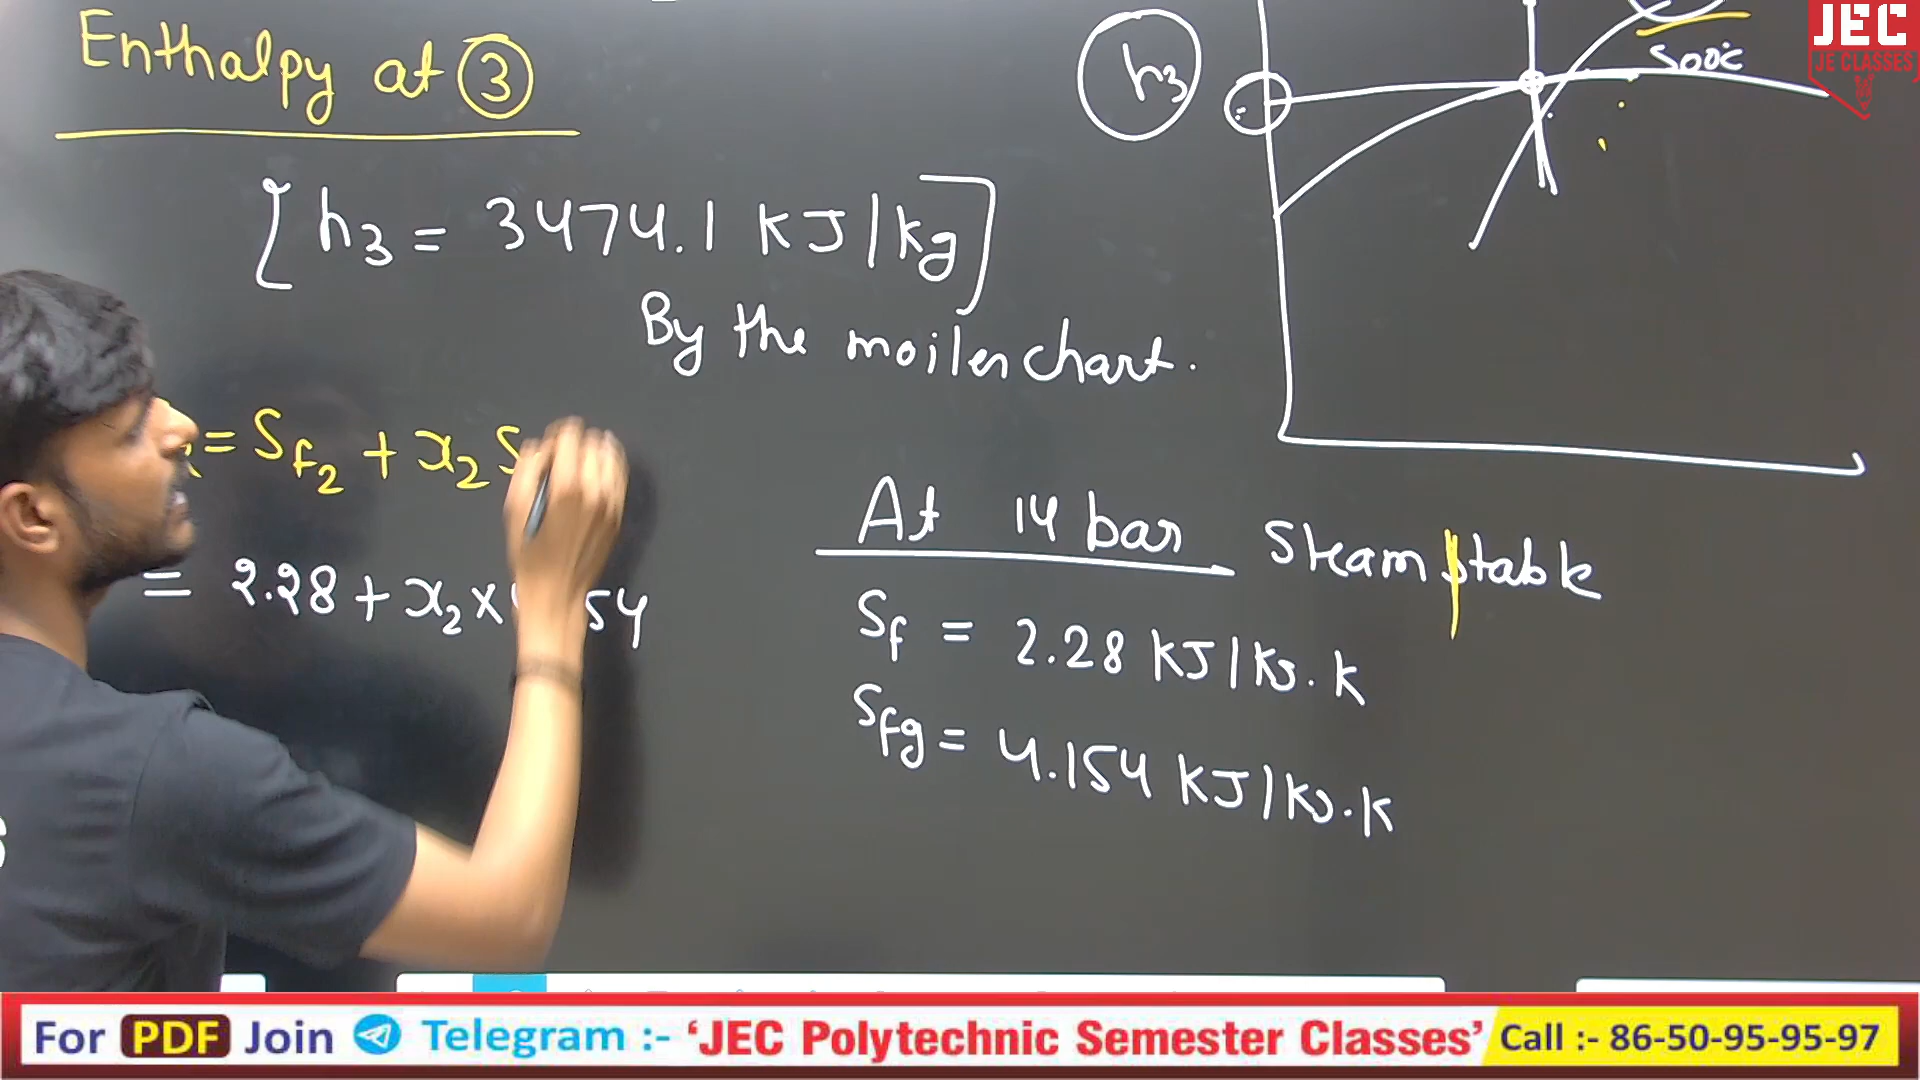 Enthalpy at ③
h3
500°c
JEC
JE CLASSES
[h3 = 3474.1 KJ/kg]
By the moilerchart.
= Sf2 + x2 S
= 2.28 + x2 × 54
At 14 bar Steam table
Sf = 2.28 KJ/kg.k
Sfg = 4.154 KJ/kg.k
For PDF Join Telegram :- 'JEC Polytechnic Semester Classes'
Call :- 86-50-95-95-97